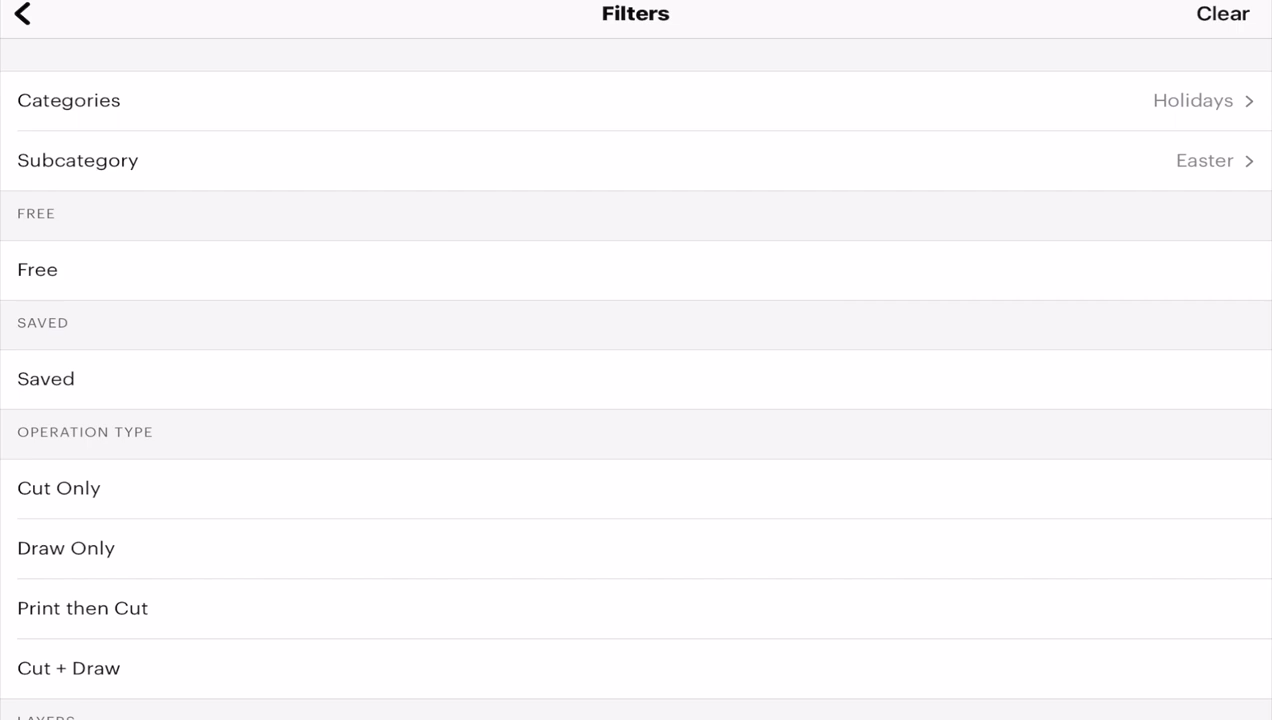 Filters
Clear
Categories
Holidays
Subcategory
Easter
FREE
Free
SAVED
Saved
OPERATION TYPE
Cut Only
Draw Only
Print then Cut
Cut + Draw
LAYERS